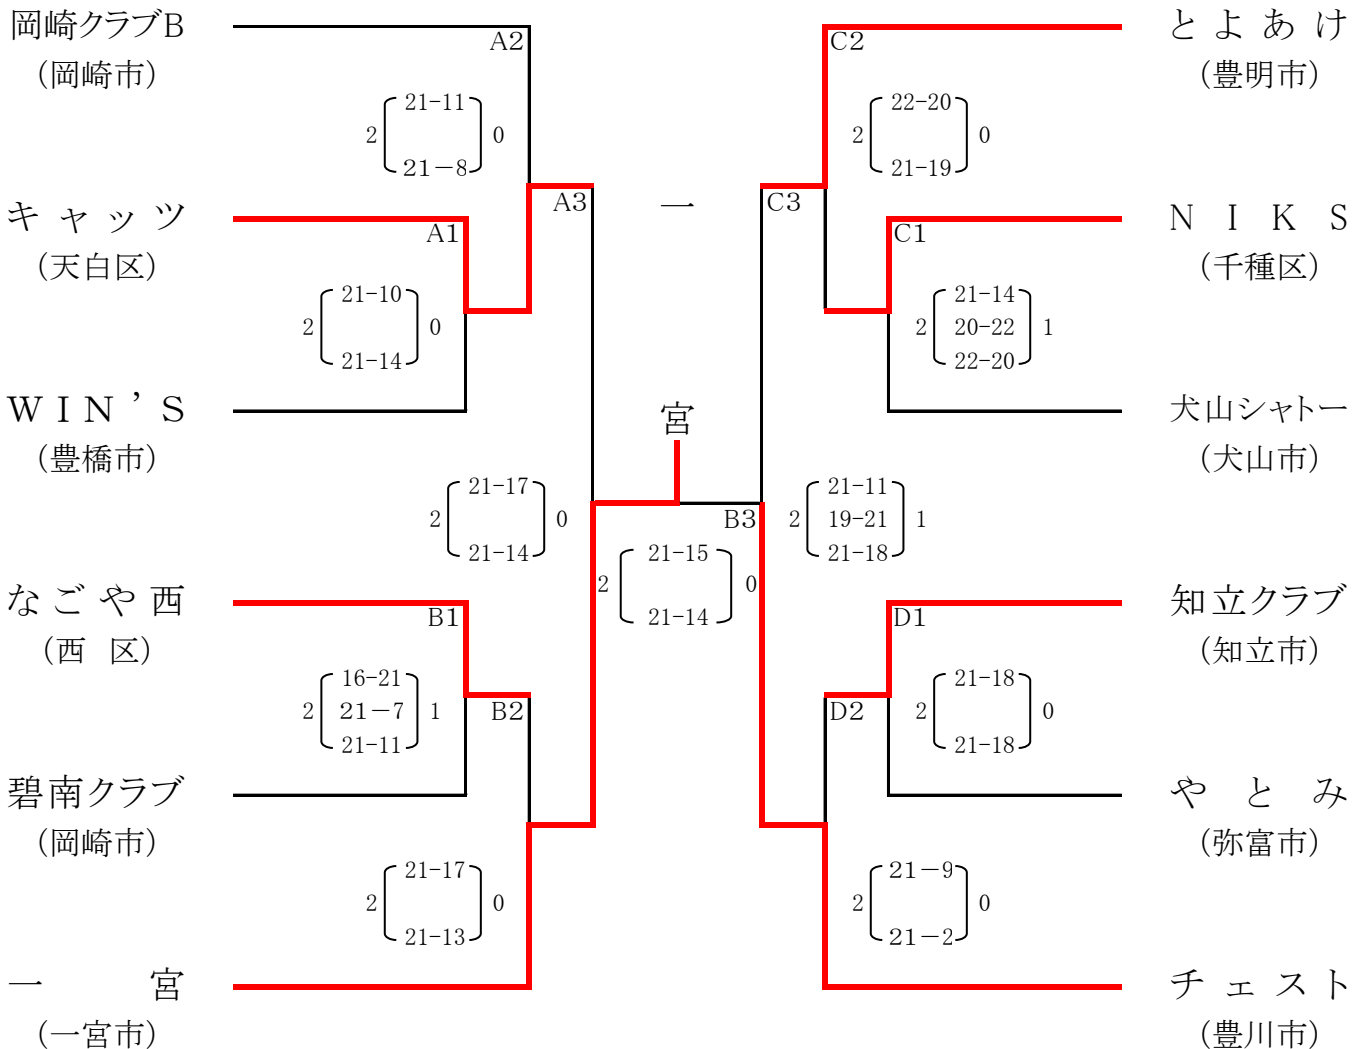 岡崎クラブB
(岡崎市)
A2
21-11
2 0
21－8
キャッツ
(天白区)
A1
A3
21-10
2 0
21-14
WIN'S
(豊橋市)
21-17
2 0
21-14
なごや西
(西 区)
B1
16-21
2 21－7 1
21-11
B2
碧南クラブ
(岡崎市)
21-17
2 0
21-13
一 宮
(一宮市)
一
宮
B3
21-15
2 0
21-14
とよあけ
(豊明市)
C2
22-20
2 0
21-19
C3
NIKS
(千種区)
C1
21-14
2 20-22 1
22-20
犬山シャトー
(犬山市)
21-11
2 19-21 1
21-18
知立クラブ
(知立市)
D1
21-18
2 0
21-18
D2
やとみ
(弥富市)
21－9
2 0
21－2
チェスト
(豊川市)